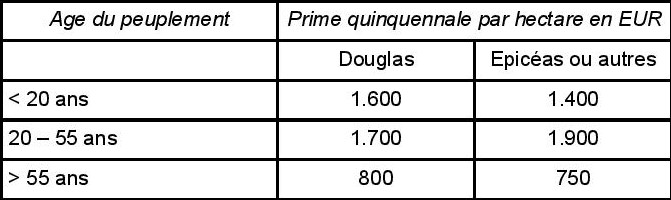 Age du peuplement Prime quinquennale par hectare en EUR
Douglas Epicéas ou autres
< 20 ans 1.600 1.400
20 – 55 ans 1.700 1.900
> 55 ans 800 750